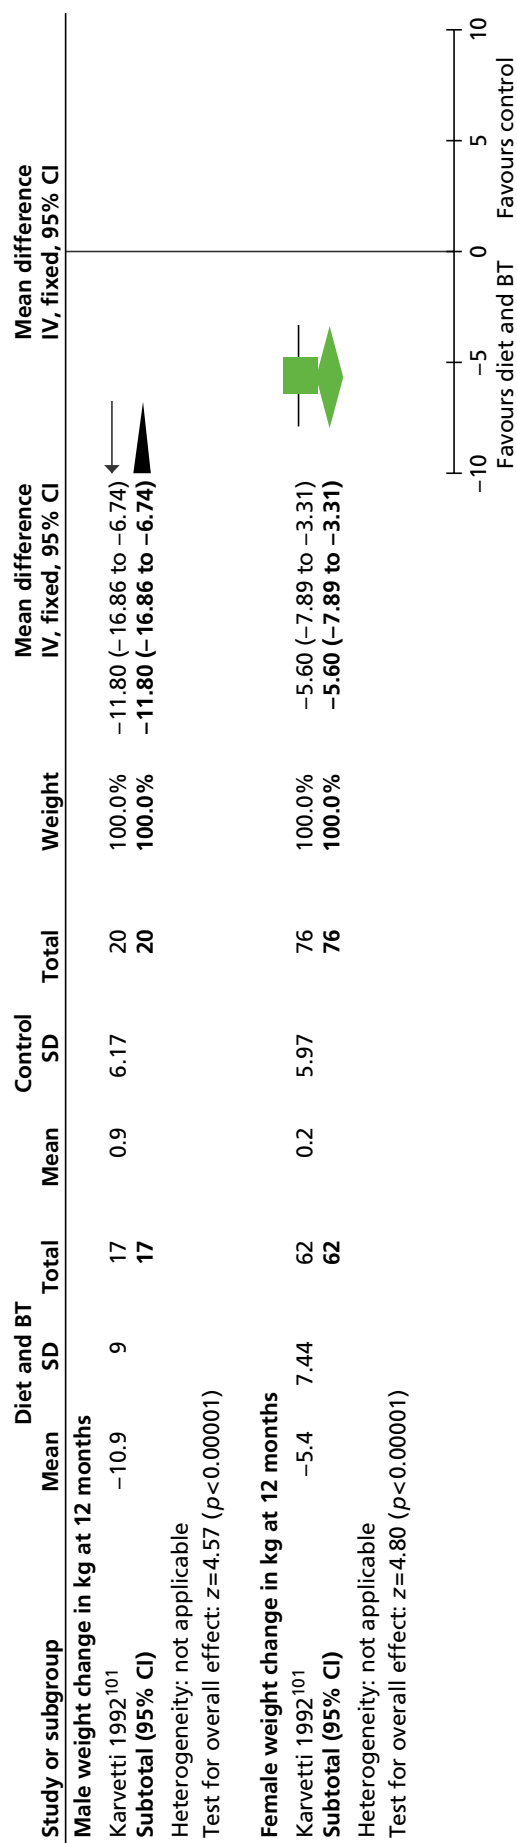 Diet and BT Control Mean difference Mean difference
Study or subgroup Mean SD Total Mean SD Total Weight IV, fixed, 95% CI IV, fixed, 95% CI
Male weight change in kg at 12 months
Karvetti 1992101 −10.9 9 17 0.9 6.17 20 100.0% −11.80 (−16.86 to −6.74)
Subtotal (95% CI) 17 20 100.0% −11.80 (−16.86 to −6.74)
Heterogeneity: not applicable
Test for overall effect: z=4.57 (p<0.00001)
Female weight change in kg at 12 months
Karvetti 1992101 −5.4 7.44 62 0.2 5.97 76 100.0% −5.60 (−7.89 to −3.31)
Subtotal (95% CI) 62 76 100.0% −5.60 (−7.89 to −3.31)
Heterogeneity: not applicable
Test for overall effect: z=4.80 (p<0.00001)
−10 −5 0 5 10
Favours diet and BT Favours control